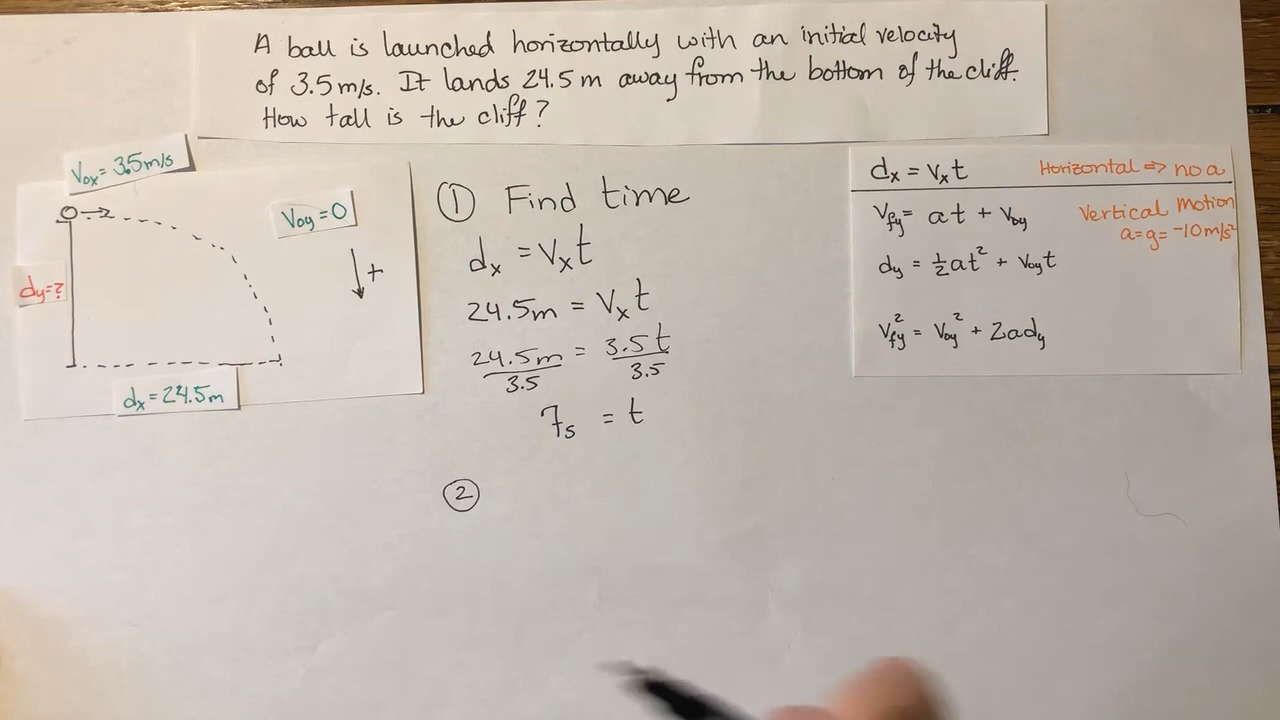 A ball is launched horizontally with an initial velocity
of 3.5 m/s. It lands 24.5 m away from the bottom of the cliff.
How tall is the cliff?
Vox = 3.5 m/s
Voy = 0
+
dy = ?
dx = 24.5 m
① Find time
dx = Vx t
24.5 m = Vx t
24.5 m / 3.5 = 3.5 t / 3.5
7s = t
②
dx = Vx t
Horizontal => no a
Vfy = at + Voy
Vertical Motion
a = g = -10 m/s²
dy = ½at² + Voy t
Vfy² = Voy² + 2ady